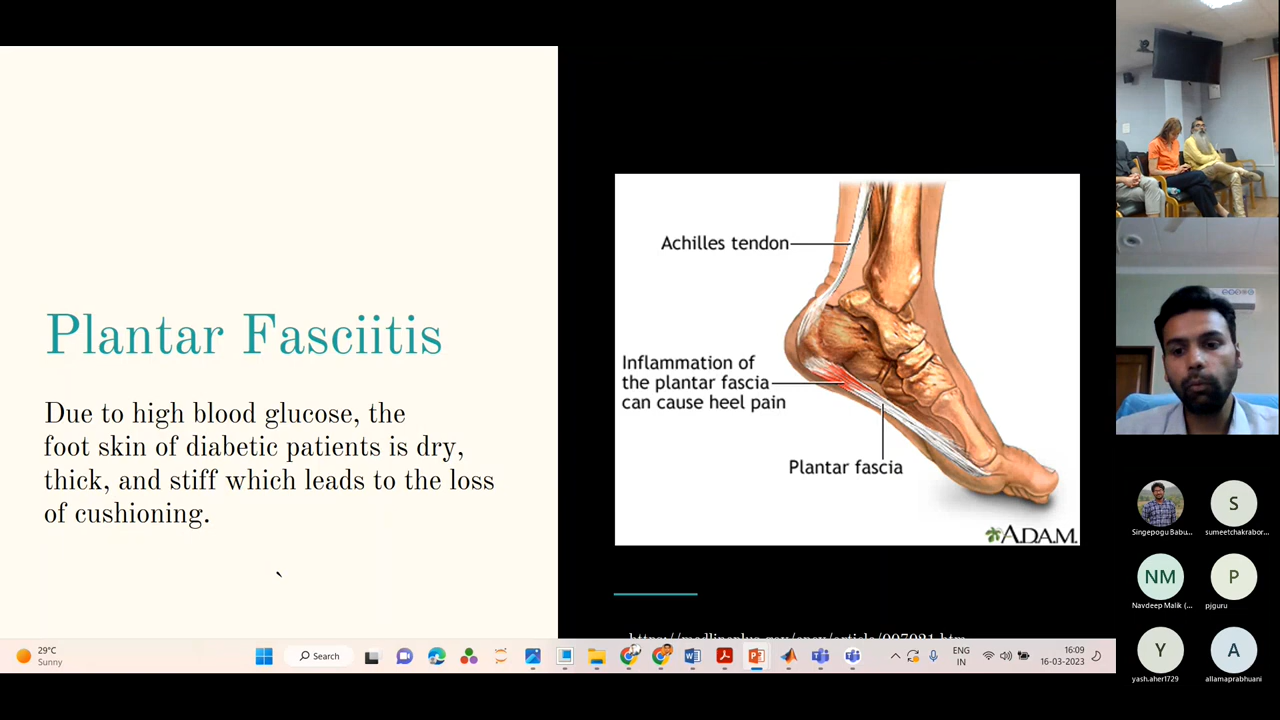 Plantar Fasciitis
Due to high blood glucose, the
foot skin of diabetic patients is dry,
thick, and stiff which leads to the loss
of cushioning.
Achilles tendon
Inflammation of
the plantar fascia
can cause heel pain
Plantar fascia
A.D.A.M.
Singepogu Babu...
S
sumeetchakrabor...
NM
Navdeep Malik (...
P
pjguru
Y
yash.aher1729
A
allamaprabhuani
29°C
Sunny
Search
ENG
IN
16:09
16-03-2023